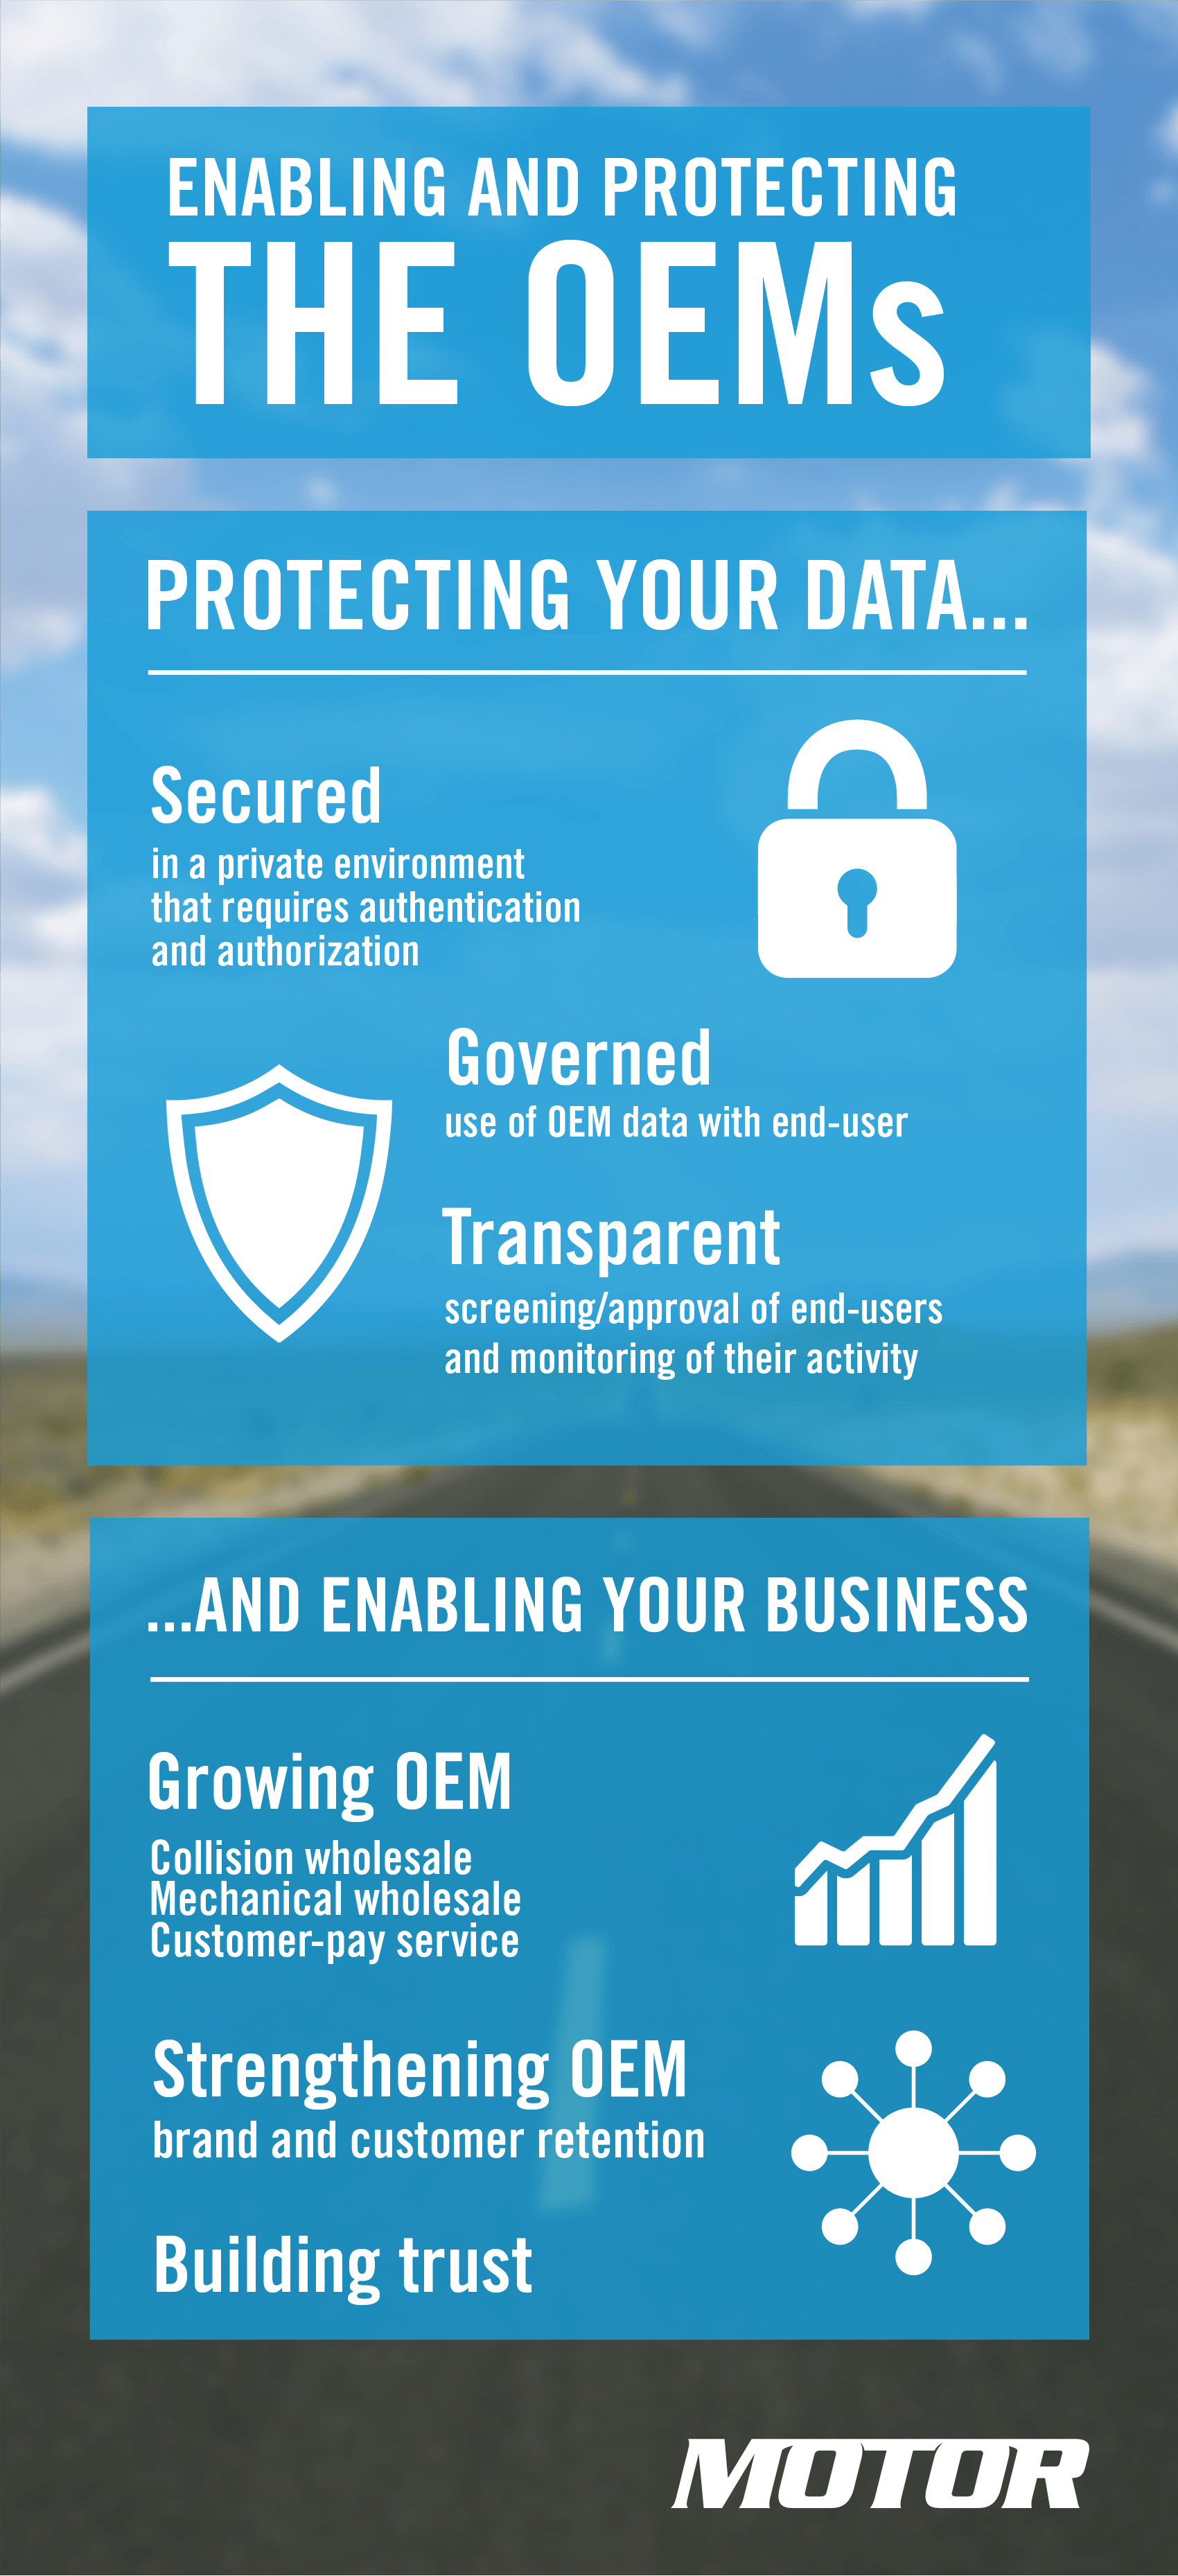 ENABLING AND PROTECTING
THE OEMs
PROTECTING YOUR DATA...
Secured
in a private environment
that requires authentication
and authorization
Governed
use of OEM data with end-user
Transparent
screening/approval of end-users
and monitoring of their activity
...AND ENABLING YOUR BUSINESS
Growing OEM
Collision wholesale
Mechanical wholesale
Customer-pay service
Strengthening OEM
brand and customer retention
Building trust
MOTOR